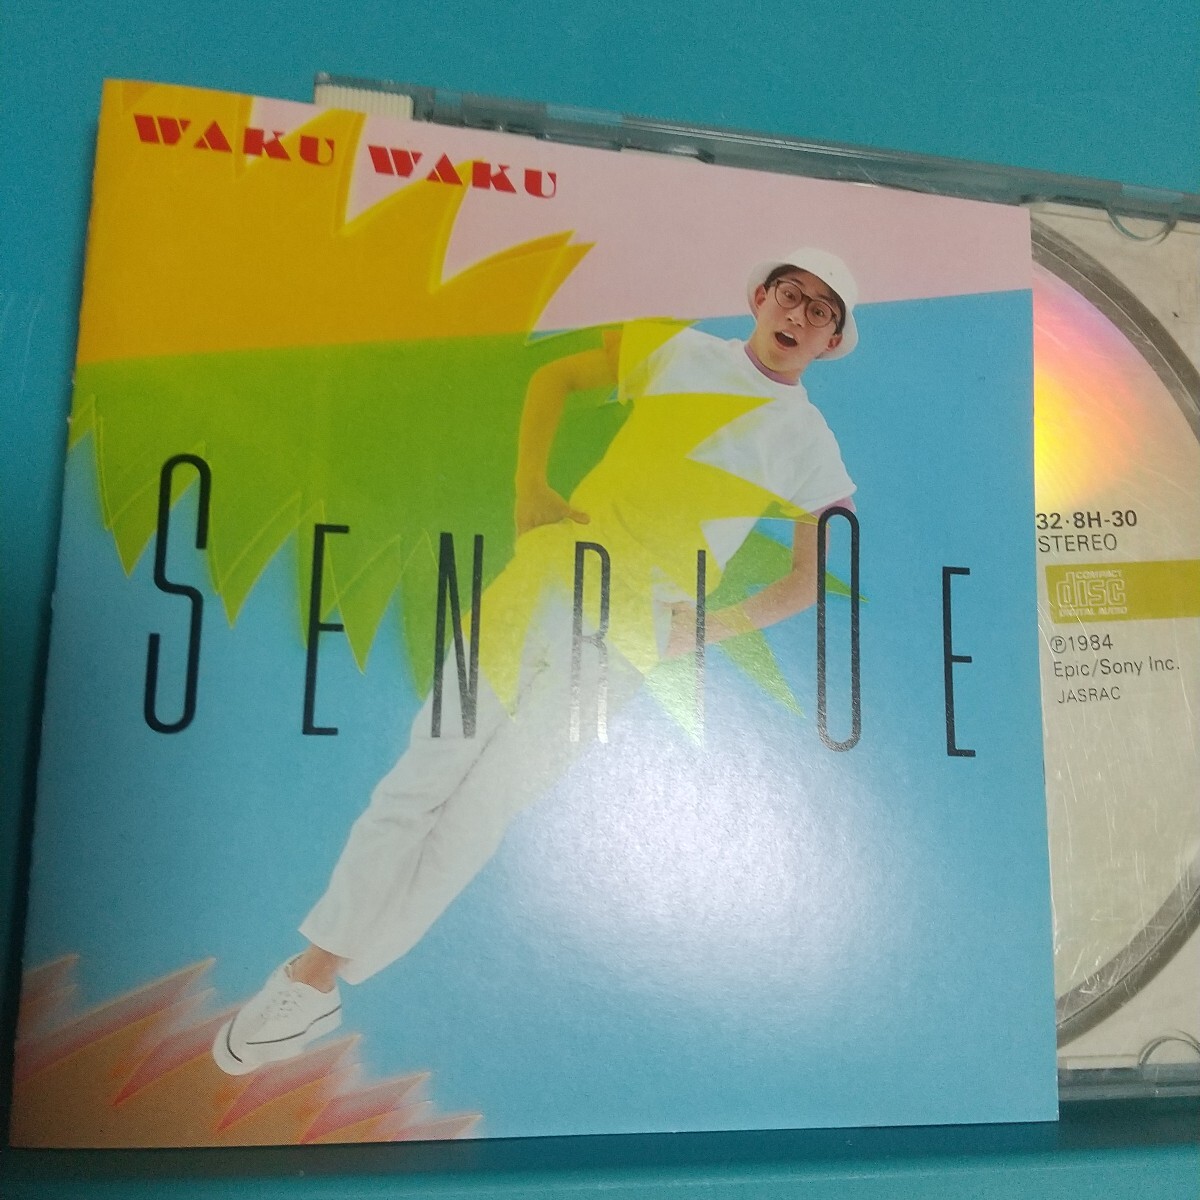 WAKU WAKU
SENRI OE
32·8H-30
STEREO
COMPACT
disc
DIGITAL AUDIO
℗1984
Epic/Sony Inc.
JASRAC